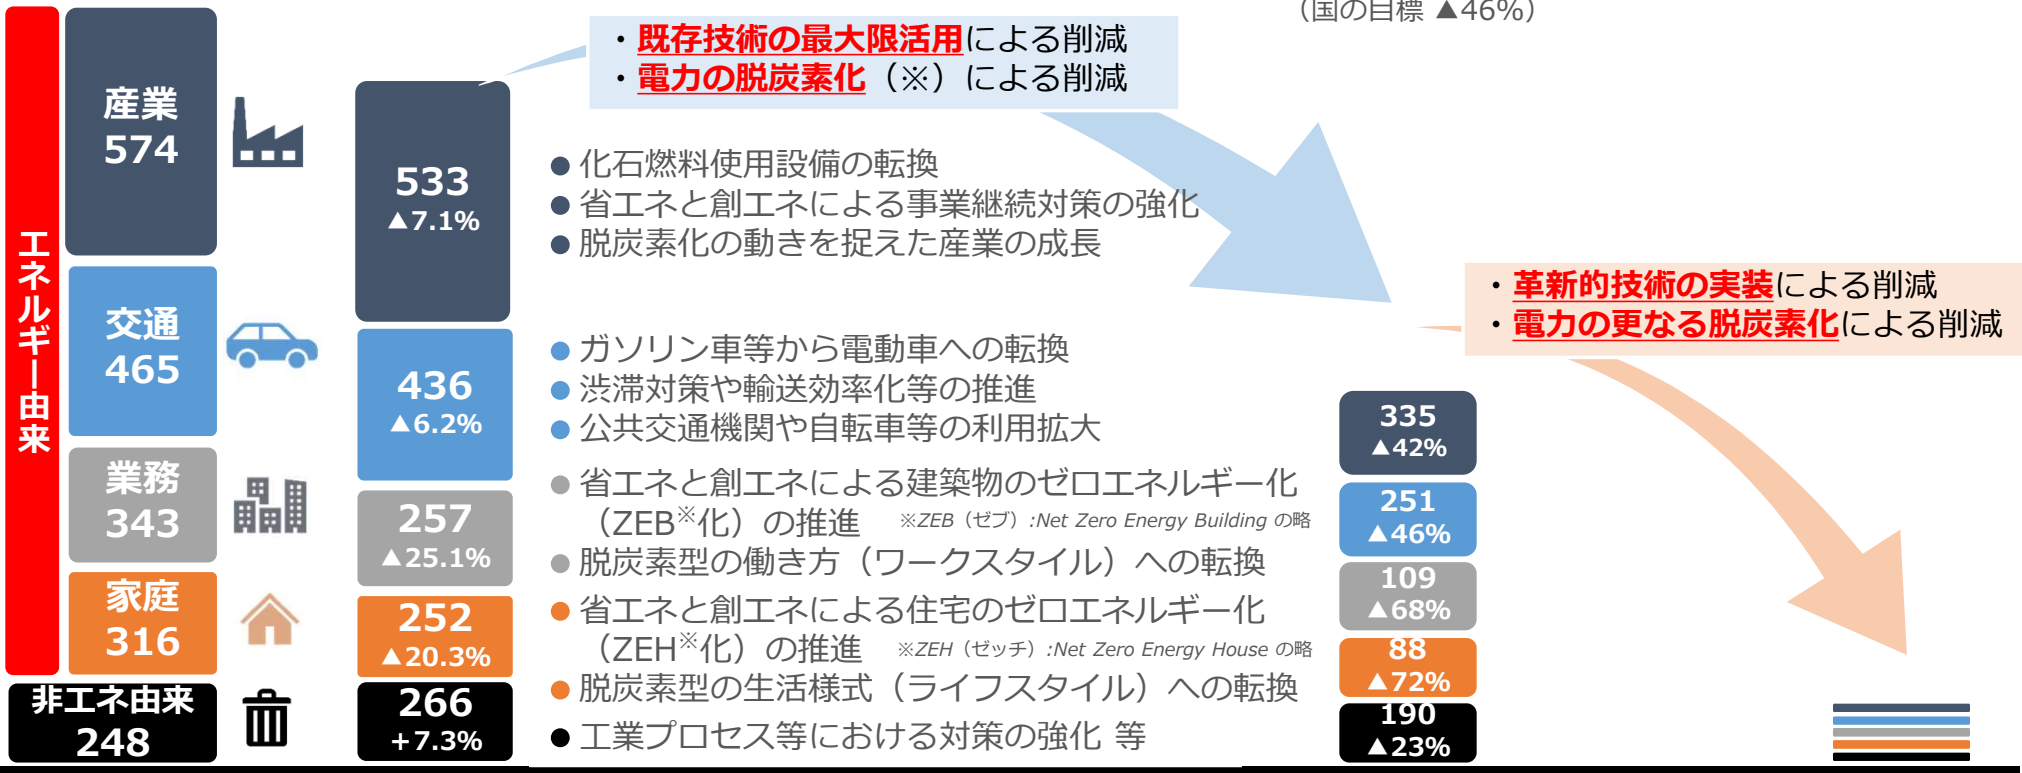 （国の目標 ▲46%）
・既存技術の最大限活用による削減
・電力の脱炭素化（※）による削減
エネルギー由来
産業
574
交通
465
業務
343
家庭
316
非エネ由来
248
533
▲7.1%
436
▲6.2%
257
▲25.1%
252
▲20.3%
266
+7.3%
● 化石燃料使用設備の転換
● 省エネと創エネによる事業継続対策の強化
● 脱炭素化の動きを捉えた産業の成長
● ガソリン車等から電動車への転換
● 渋滞対策や輸送効率化等の推進
● 公共交通機関や自転車等の利用拡大
● 省エネと創エネによる建築物のゼロエネルギー化
（ZEB※化）の推進 ※ZEB（ゼブ）:Net Zero Energy Building の略
● 脱炭素型の働き方（ワークスタイル）への転換
● 省エネと創エネによる住宅のゼロエネルギー化
（ZEH※化）の推進 ※ZEH（ゼッチ）:Net Zero Energy House の略
● 脱炭素型の生活様式（ライフスタイル）への転換
● 工業プロセス等における対策の強化 等
・革新的技術の実装による削減
・電力の更なる脱炭素化による削減
335
▲42%
251
▲46%
109
▲68%
88
▲72%
190
▲23%